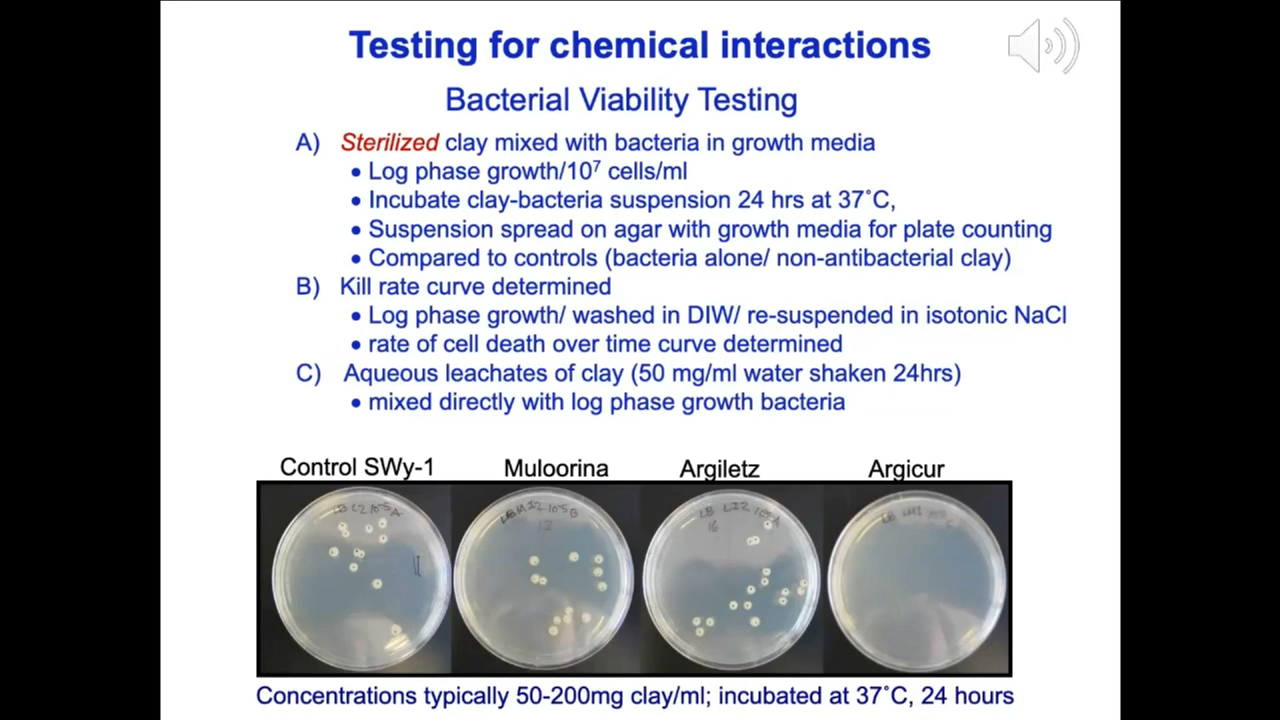 Testing for chemical interactions
Bacterial Viability Testing
A) Sterilized clay mixed with bacteria in growth media
• Log phase growth/10⁷ cells/ml
• Incubate clay-bacteria suspension 24 hrs at 37˚C,
• Suspension spread on agar with growth media for plate counting
• Compared to controls (bacteria alone/ non-antibacterial clay)
B) Kill rate curve determined
• Log phase growth/ washed in DIW/ re-suspended in isotonic NaCl
• rate of cell death over time curve determined
C) Aqueous leachates of clay (50 mg/ml water shaken 24hrs)
• mixed directly with log phase growth bacteria
Control SWy-1 Muloorina Argiletz Argicur
Concentrations typically 50-200mg clay/ml; incubated at 37˚C, 24 hours